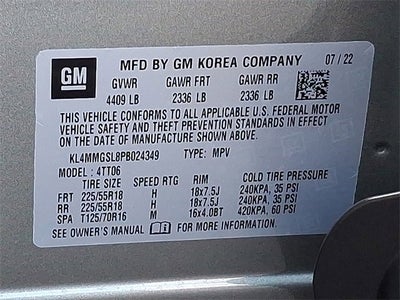 GM
MFD BY GM KOREA COMPANY 07 / 22
GVWR GAWR FRT GAWR RR
4409 LB 2336 LB 2336 LB
THIS VEHICLE CONFORMS TO ALL APPLICABLE U.S. FEDERAL MOTOR
VEHICLE SAFETY AND THEFT PREVENTION STANDARDS IN EFFECT
ON THE DATE OF MANUFACTURE SHOWN ABOVE.
KL4MMGSL8PB024349 TYPE: MPV
MODEL: 4TT06
TIRE SIZE SPEED RTG RIM COLD TIRE PRESSURE
FRT 225/55R18 H 18x7.5J 240KPA, 35 PSI
RR 225/55R18 H 18x7.5J 240KPA, 35 PSI
SPA T125/70R16 M 16x4.0BT 420KPA, 60 PSI
SEE OWNER'S MANUAL FOR MORE INFORMATION.